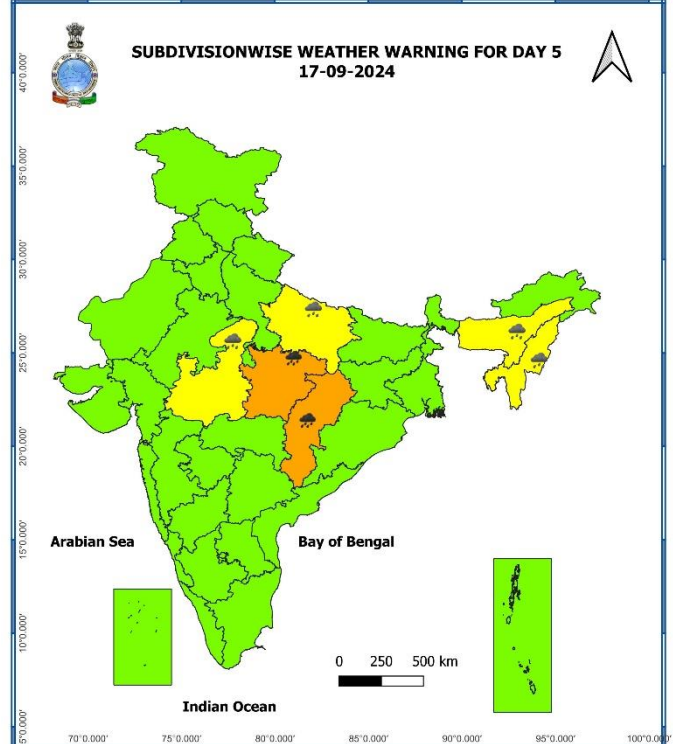 SUBDIVISIONWISE WEATHER WARNING FOR DAY 5
17-09-2024
40°0.000'
35°0.000'
30°0.000'
25°0.000'
20°0.000'
15°0.000'
10°0.000'
5°0.000'
Arabian Sea
Bay of Bengal
0 250 500 km
Indian Ocean
70°0.000' 75°0.000' 80°0.000' 85°0.000' 90°0.000' 95°0.000' 100°0.000'